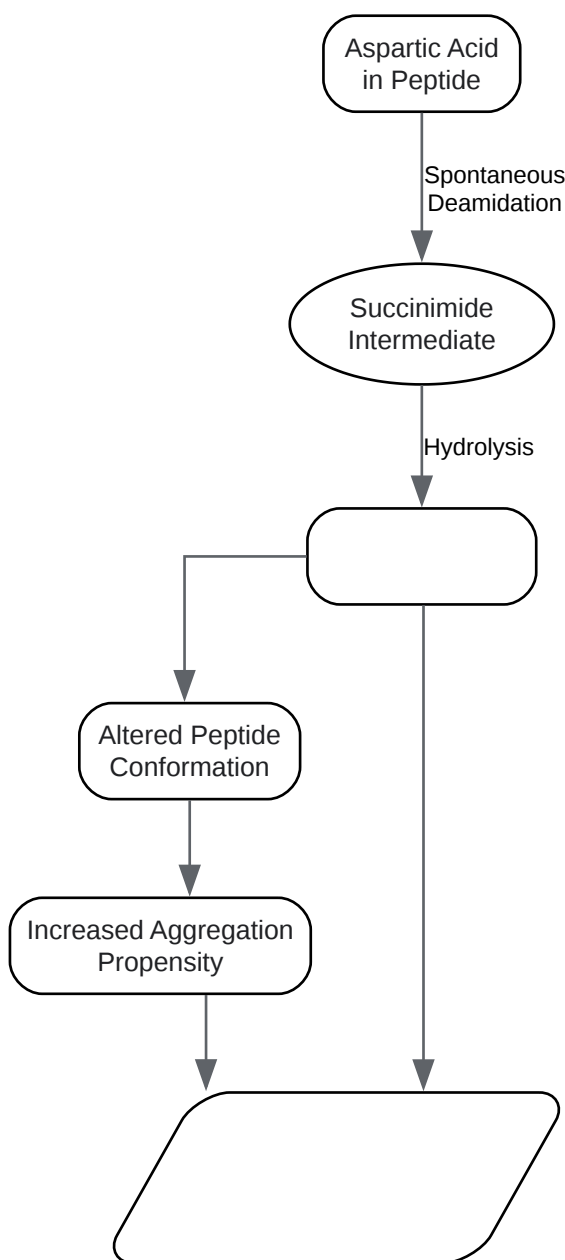 Aspartic Acid
in Peptide
Spontaneous
Deamidation
Succinimide
Intermediate
Hydrolysis
Altered Peptide
Conformation
Increased Aggregation
Propensity